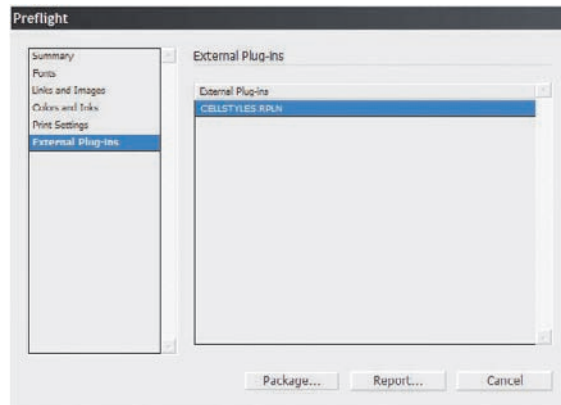 Preflight
Summary
Fonts
Links and Images
Colors and Inks
Print Settings
External Plug-ins
External Plug-ins
External Plug-ins
CELLSTYLES.RPLN
Package...
Report...
Cancel